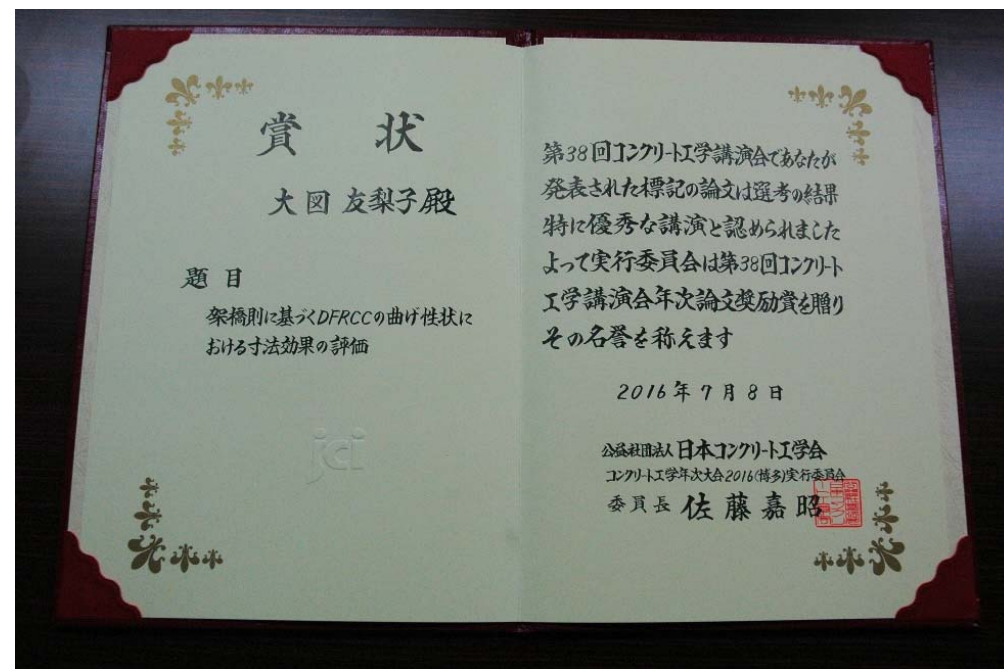 賞 状
大図 友梨子殿
題目
架橋則に基づくDFRCCの曲げ性状に
おける寸法効果の評価
jci
第38回コンクリート工学講演会であなたが
発表された標記の論文は選考の結果
特に優秀な講演と認められました
よって実行委員会は第38回コンクリート
工学講演会年次論文奨励賞を贈り
その名誉を称えます
2016年7月8日
公益社団法人 日本コンクリート工学会
コンクリート工学年次大会2016(博多)実行委員会
委員長 佐藤嘉昭